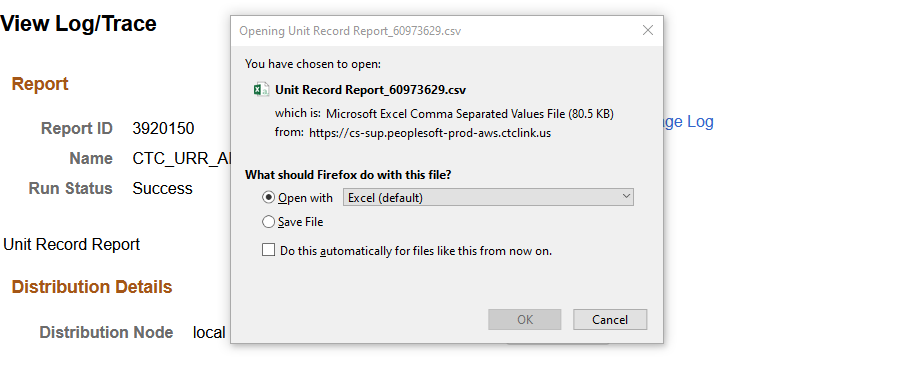 View Log/Trace
Opening Unit Record Report_60973629.csv
You have chosen to open:
Unit Record Report_60973629.csv
which is: Microsoft Excel Comma Separated Values File (80.5 KB)
from: https://cs-sup.peoplesoft-prod-aws.ctclink.us
What should Firefox do with this file?
Open with Excel (default)
Save File
Do this automatically for files like this from now on.
OK Cancel
Report
Report ID 3920150
Name CTC_URR_A
Run Status Success
Log
Unit Record Report
Distribution Details
Distribution Node local